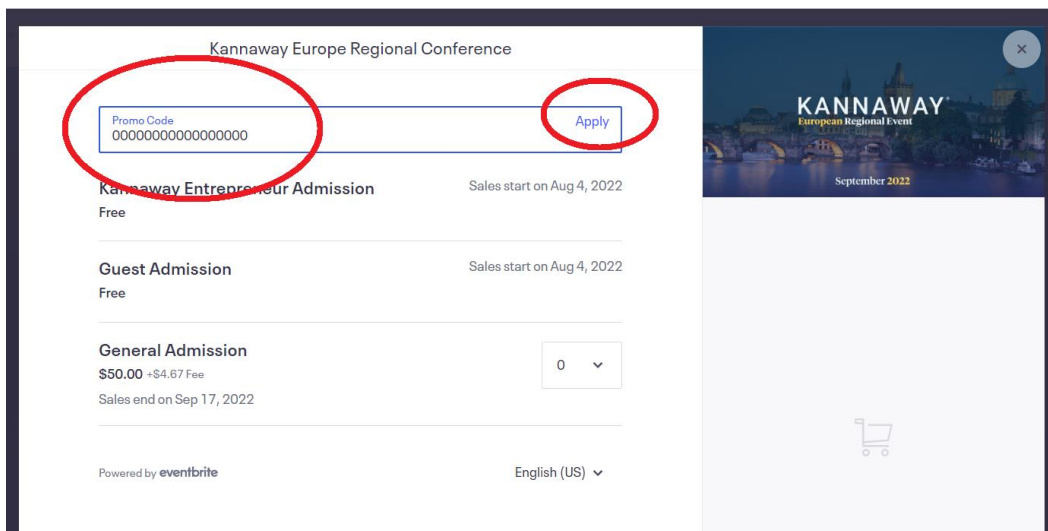 Kannaway Europe Regional Conference
Promo Code
00000000000000000
Apply
Kannaway Entrepreneur Admission
Sales start on Aug 4, 2022
Free
Guest Admission
Sales start on Aug 4, 2022
Free
General Admission
$50.00 +$4.67 Fee
Sales end on Sep 17, 2022
0
Powered by eventbrite
English (US)
KANNAWAY®
European Regional Event
September 2022